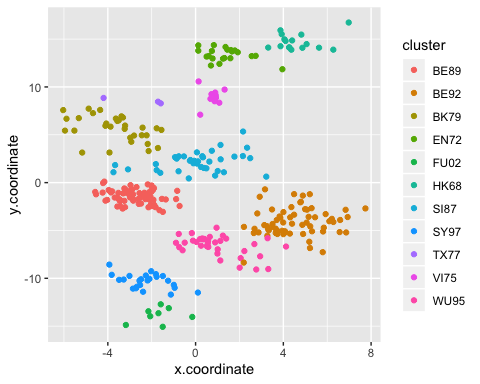 cluster
BE89
BE92
BK79
EN72
FU02
HK68
SI87
SY97
TX77
VI75
WU95
y.coordinate
10
0
-10
-4
0
4
8
x.coordinate